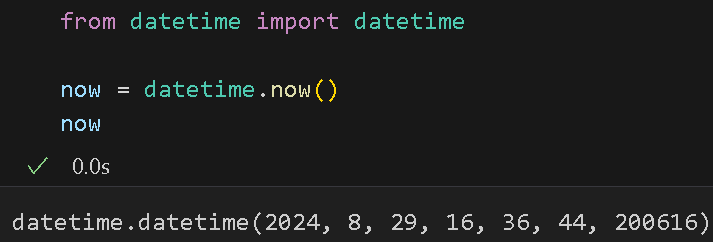 from datetime import datetime
now = datetime.now()
now
✓ 0.0s
datetime.datetime(2024, 8, 29, 16, 36, 44, 200616)